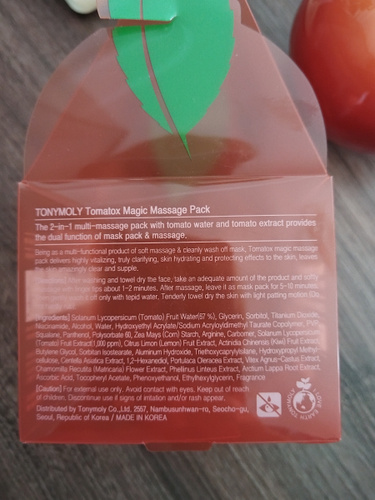 TONYMOLY Tomatox Magic Massage Pack
The 2-in-1 multi-massage pack with tomato water and tomato extract provides
the dual function of mask pack & massage.
Being as a multi-functional product of soft massage & cleanly wash off mask, Tomatox magic massage
pack delivers highly vitalizing, truly clarifying, skin hydrating and protecting effects to the skin, leaves
the skin amazingly clear and supple.
After washing and towel dry the face, take an adequate amount of the product and softly
massage with finger tips about 1~2 minutes. After massage, leave it as mask pack for 5~10 minutes
wash it off only with tepid water. Tenderly towel dry the skin with light patting motion
[Ingredients] Solanum Lycopersicum (Tomato) Fruit Water(57 %), Glycerin, Sorbitol, Titanium Dioxide,
Niacinamide, Alcohol, Water, Hydroxyethyl Acrylate/Sodium Acryloyldimethyl Taurate Copolymer, PVP,
Squalane, Panthenol, Polysorbate 60, Zea Mays (Corn) Starch, Arginine, Carbomer, Solanum Lycopersicum
(Tomato) Fruit Extract(1,000 ppm), Citrus Limon (Lemon) Fruit Extract, Actinidia Chinensis (Kiwi) Fruit Extract,
Butylene Glycol, Sorbitan Isostearate, Aluminum Hydroxide, Triethoxycaprylylsilane, Hydroxypropyl Methyl-
cellulose, Centella Asiatica Extract, 1,2-Hexanediol, Portulaca Oleracea Extract, Vitex Agnus-Castus Extract,
Chamomilla Recutita (Matricaria) Flower Extract, Phellinus Linteus Extract, Arctium Lappa Root Extract,
Ascorbic Acid, Tocopheryl Acetate, Phenoxyethanol, Ethylhexylglycerin, Fragrance
[Caution] For external use only. Avoid contact with eyes. Keep out of reach
of children. Discontinue use if signs of irritation and/or rash appear.
Distributed by Tonymoly Co.,Ltd. 2557, Nambusunhwan-ro, Seocho-gu,
Seoul, Republic of Korea / MADE IN KOREA